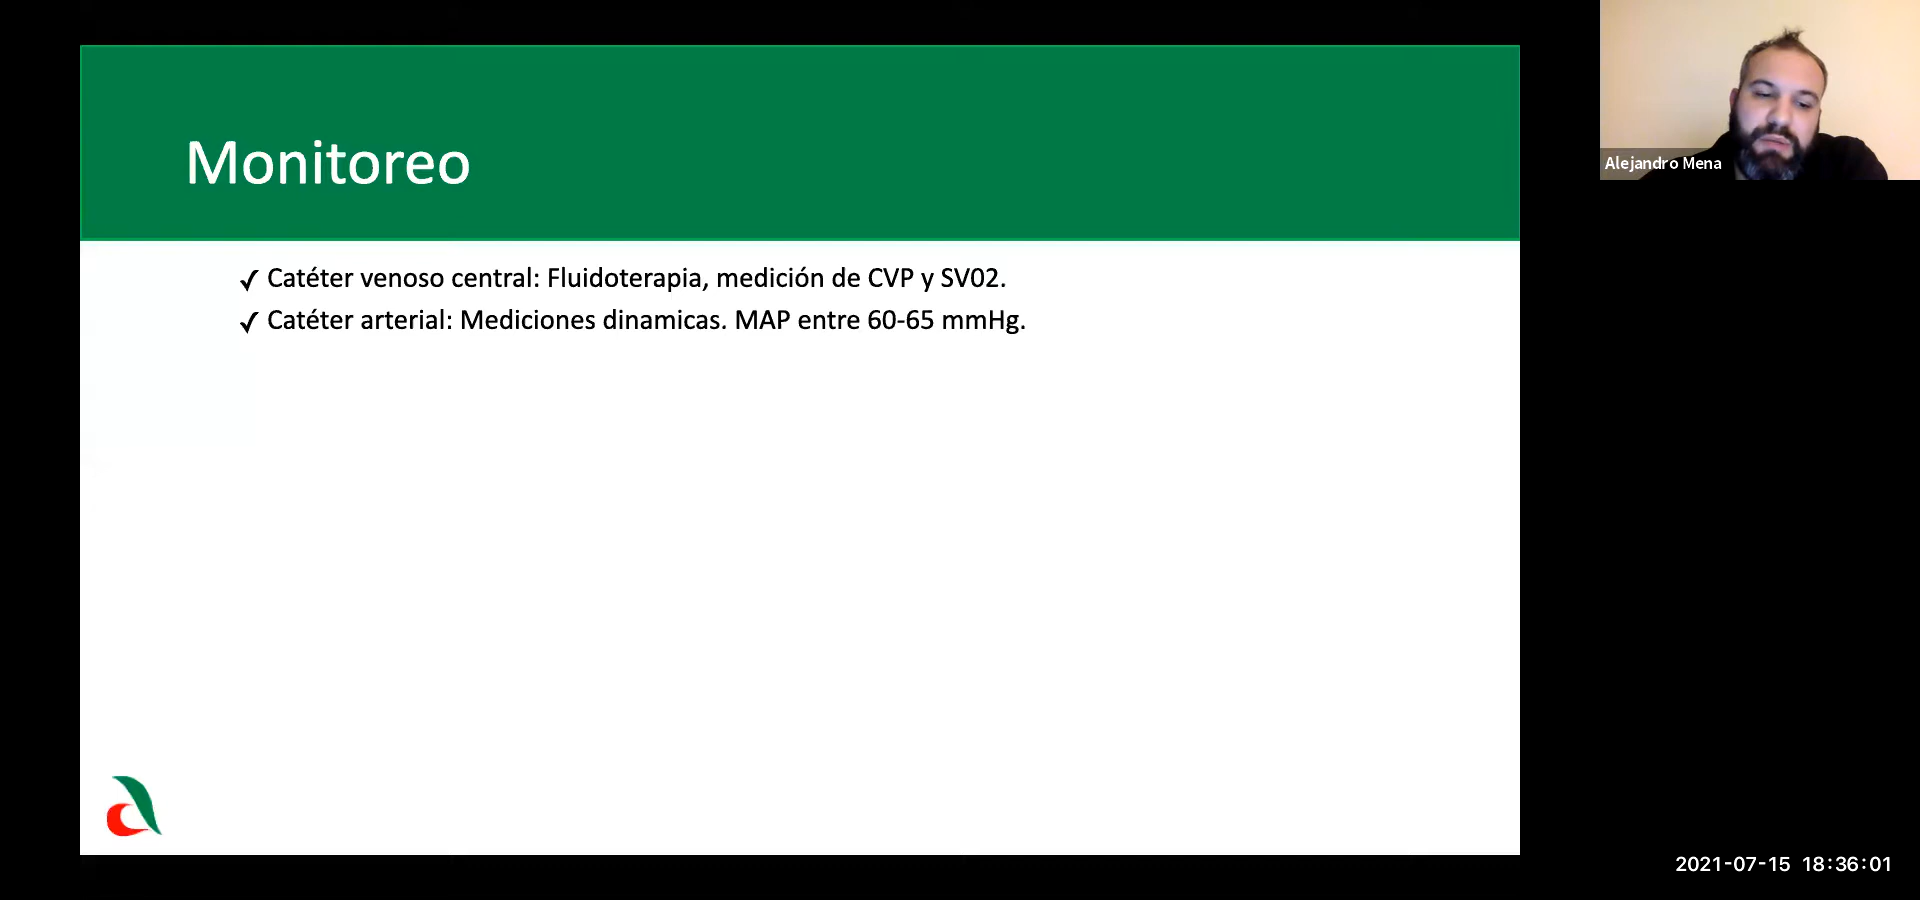 Monitoreo
✓ Catéter venoso central: Fluidoterapia, medición de CVP y SV02.
✓ Catéter arterial: Mediciones dinamicas. MAP entre 60-65 mmHg.
Alejandro Mena
2021-07-15 18:36:01